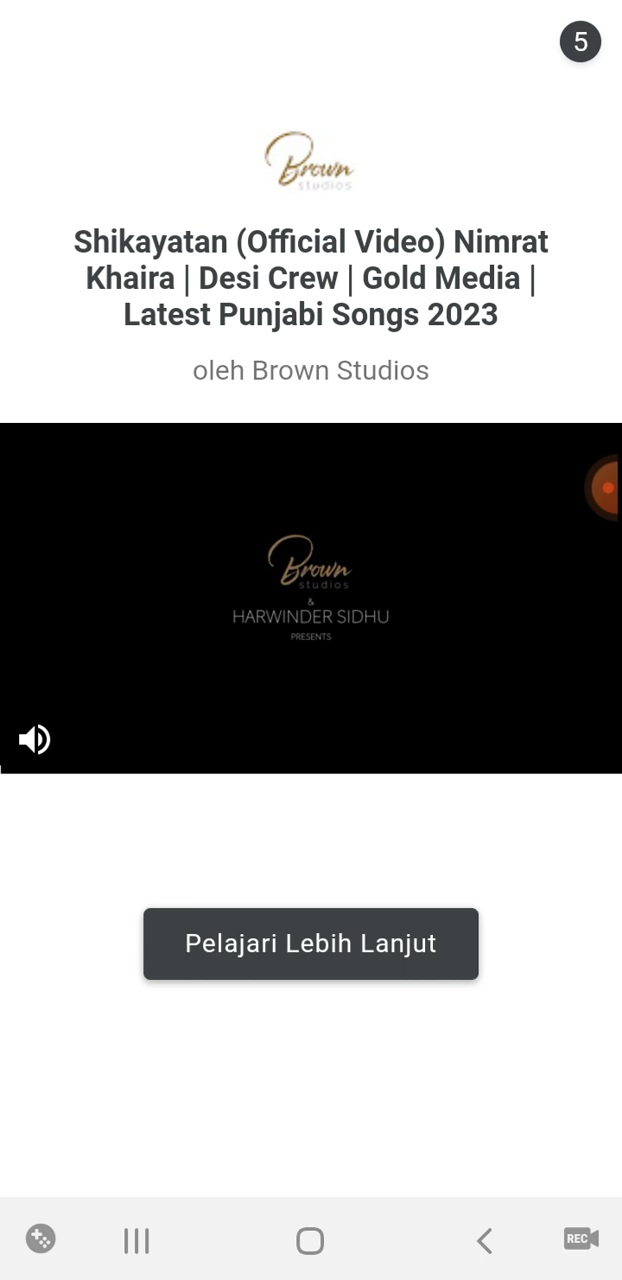 5
Brown
studios
Shikayatan (Official Video) Nimrat
Khaira | Desi Crew | Gold Media |
Latest Punjabi Songs 2023
oleh Brown Studios
Brown
studios
&
HARWINDER SIDHU
PRESENTS
Pelajari Lebih Lanjut
REC